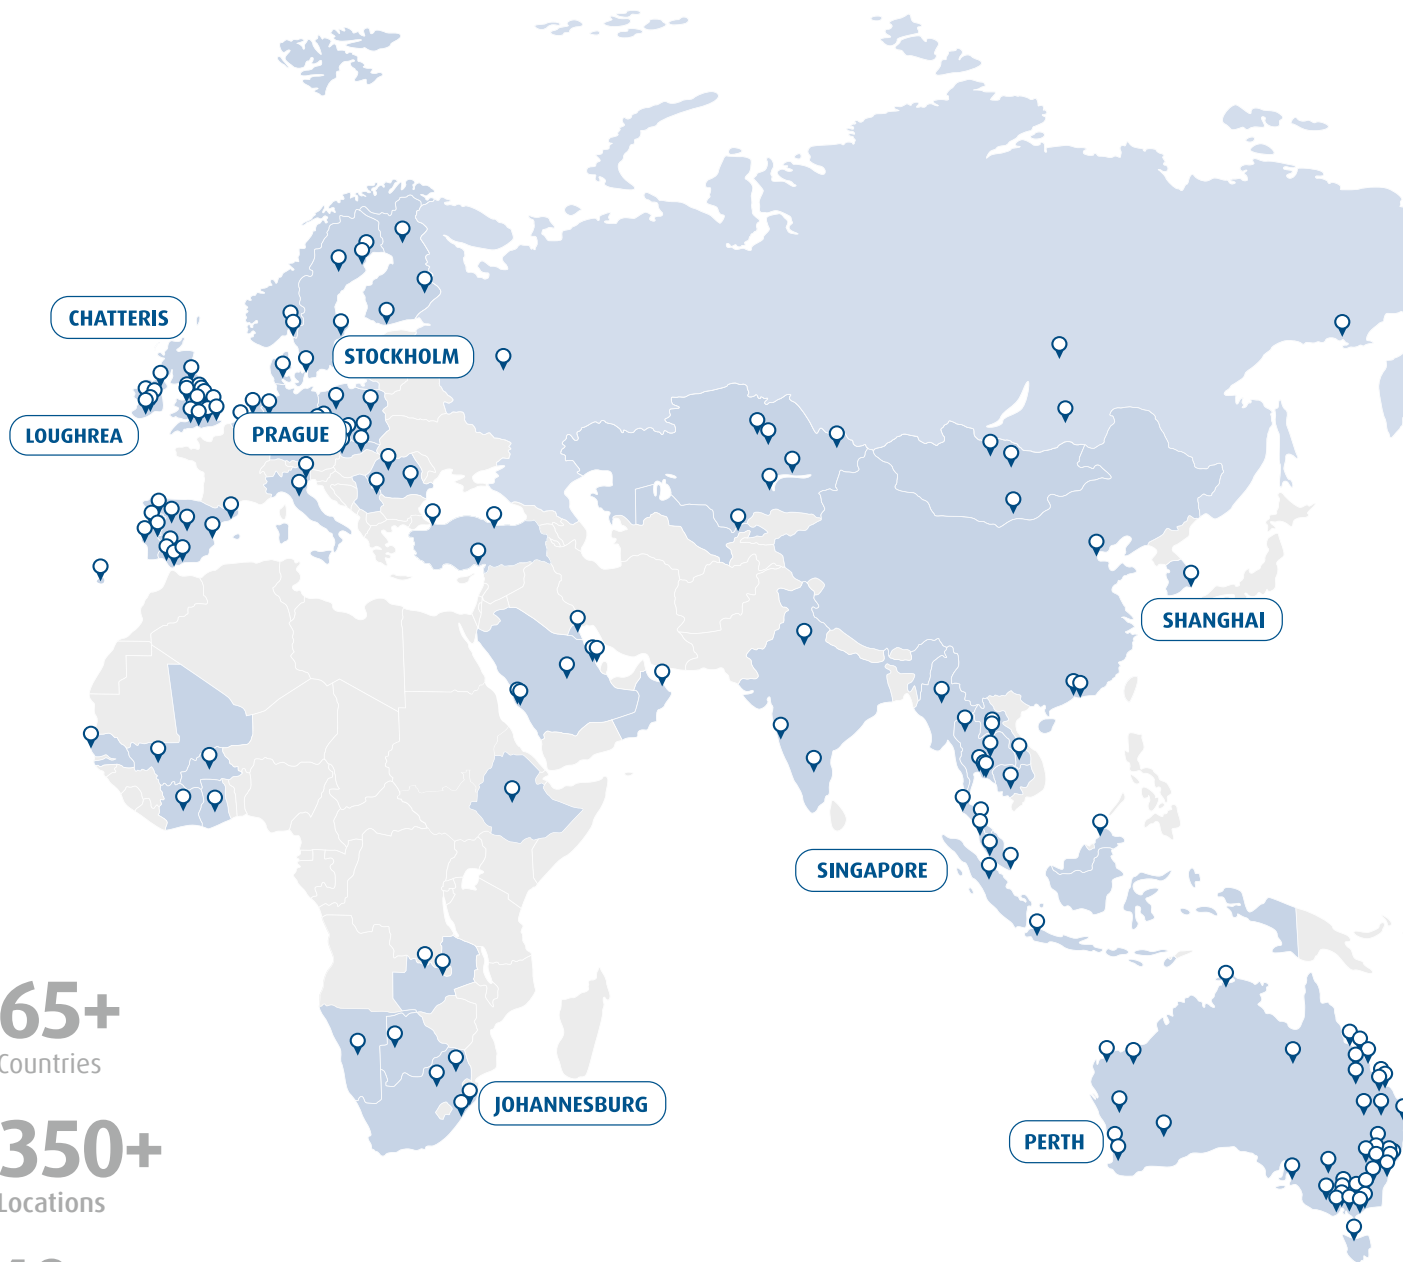 CHATTERIS
STOCKHOLM
LOUGHREA
PRAGUE
SHANGHAI
SINGAPORE
JOHANNESBURG
PERTH
65+
Countries
350+
Locations